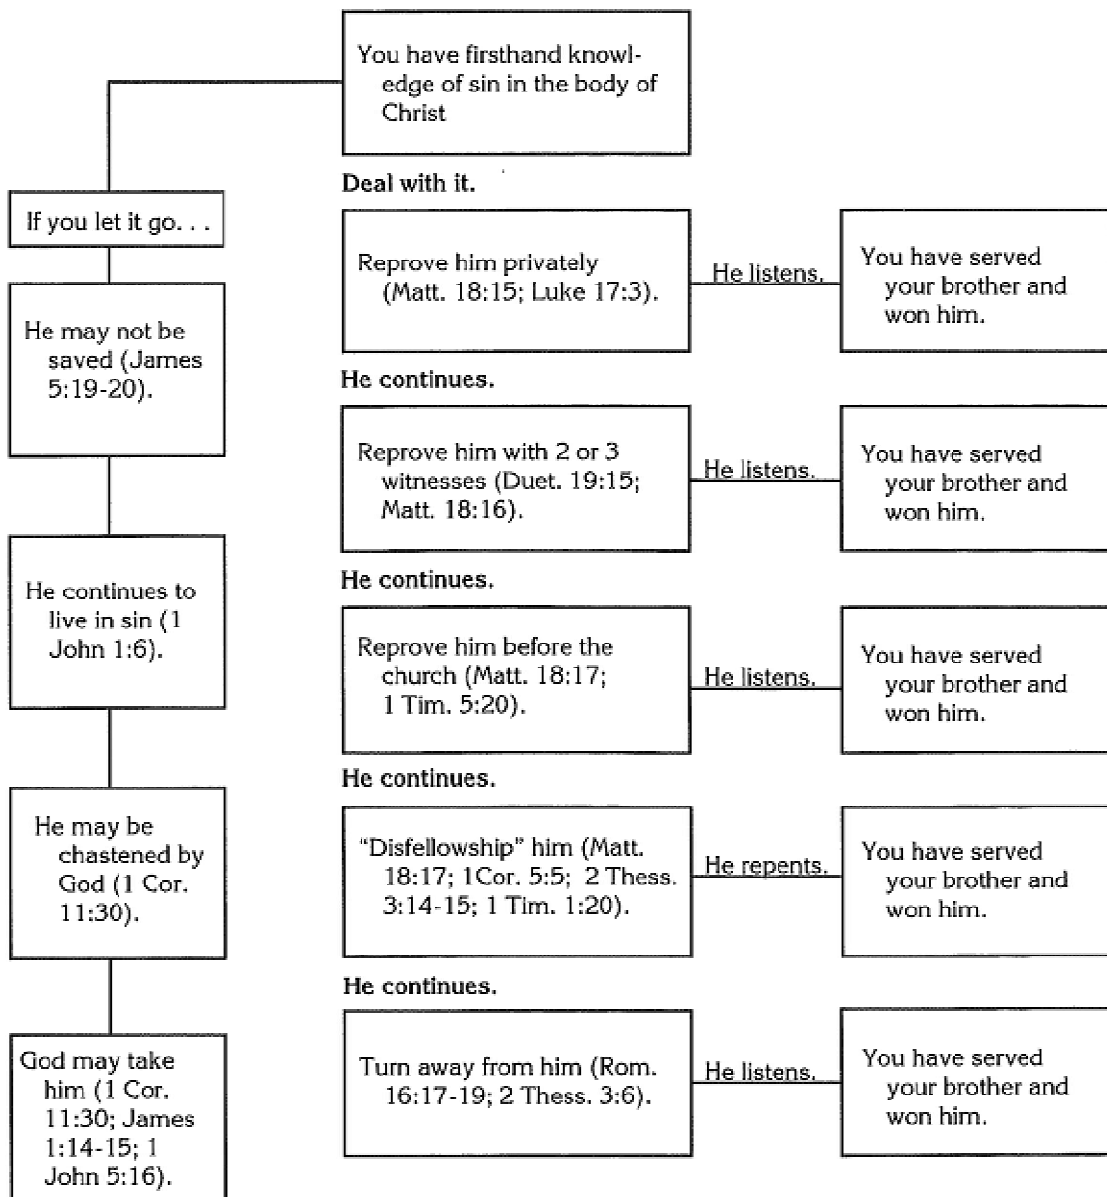 You have firsthand knowl-
edge of sin in the body of
Christ
If you let it go. . .
He may not be
saved (James
5:19-20).
He continues to
live in sin (1
John 1:6).
He may be
chastened by
God (1 Cor.
11:30).
God may take
him (1 Cor.
11:30; James
1:14-15; 1
John 5:16).
Deal with it.
Reprove him privately
(Matt. 18:15; Luke 17:3).
He listens.
You have served
your brother and
won him.
He continues.
Reprove him with 2 or 3
witnesses (Duet. 19:15;
Matt. 18:16).
He listens.
You have served
your brother and
won him.
He continues.
Reprove him before the
church (Matt. 18:17;
1 Tim. 5:20).
He listens.
You have served
your brother and
won him.
He continues.
“Disfellowship” him (Matt.
18:17; 1Cor. 5:5; 2 Thess.
3:14-15; 1 Tim. 1:20).
He repents.
You have served
your brother and
won him.
He continues.
Turn away from him (Rom.
16:17-19; 2 Thess. 3:6).
He listens.
You have served
your brother and
won him.